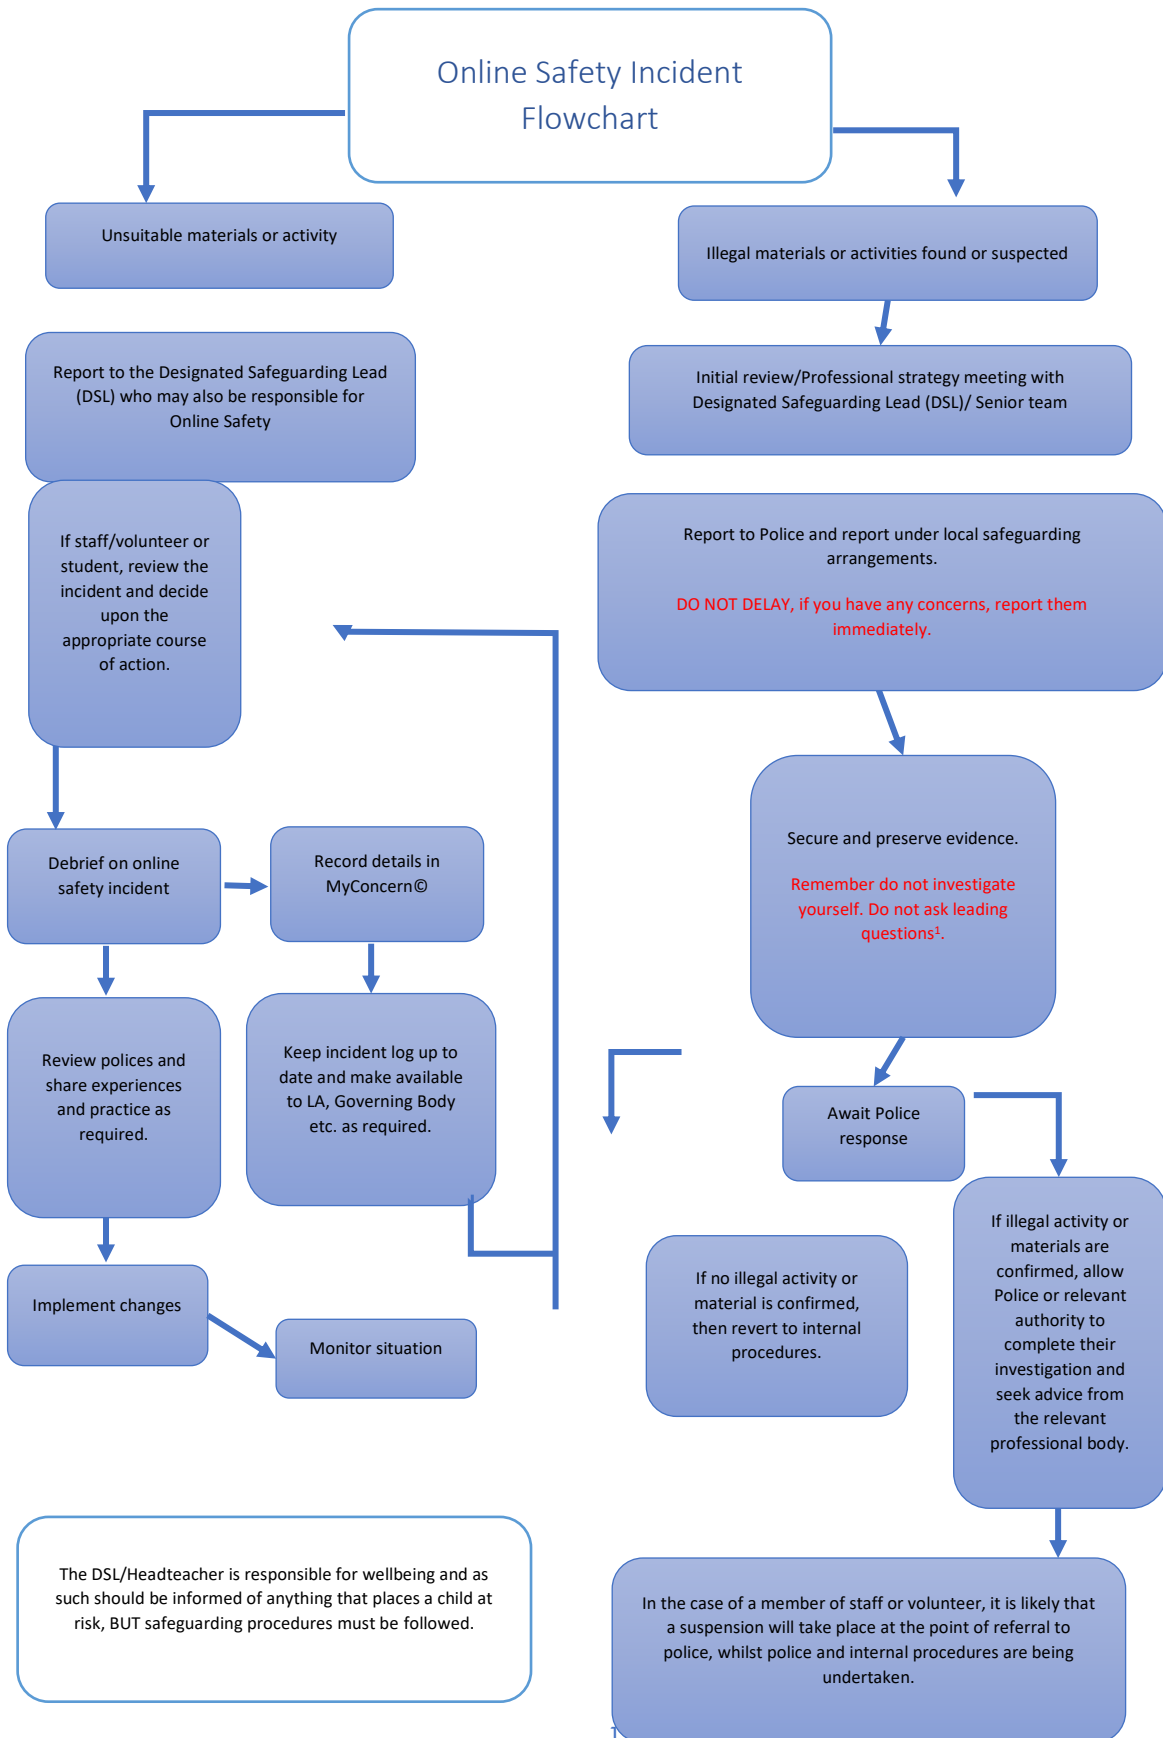 Online Safety Incident
Flowchart
Unsuitable materials or activity
Illegal materials or activities found or suspected
Report to the Designated Safeguarding Lead
(DSL) who may also be responsible for
Online Safety
Initial review/Professional strategy meeting with
Designated Safeguarding Lead (DSL)/ Senior team
If staff/volunteer or
student, review the
incident and decide
upon the
appropriate course
of action.
Report to Police and report under local safeguarding
arrangements.
DO NOT DELAY, if you have any concerns, report them
immediately.
Secure and preserve evidence.
Remember do not investigate
yourself. Do not ask leading
questions¹.
Debrief on online
safety incident
Record details in
MyConcern©
Review polices and
share experiences
and practice as
required.
Keep incident log up to
date and make available
to LA, Governing Body
etc. as required.
Await Police
response
If no illegal activity or
material is confirmed,
then revert to internal
procedures.
If illegal activity or
materials are
confirmed, allow
Police or relevant
authority to
complete their
investigation and
seek advice from
the relevant
professional body.
Implement changes
Monitor situation
The DSL/Headteacher is responsible for wellbeing and as
such should be informed of anything that places a child at
risk, BUT safeguarding procedures must be followed.
In the case of a member of staff or volunteer, it is likely that
a suspension will take place at the point of referral to
police, whilst police and internal procedures are being
undertaken.